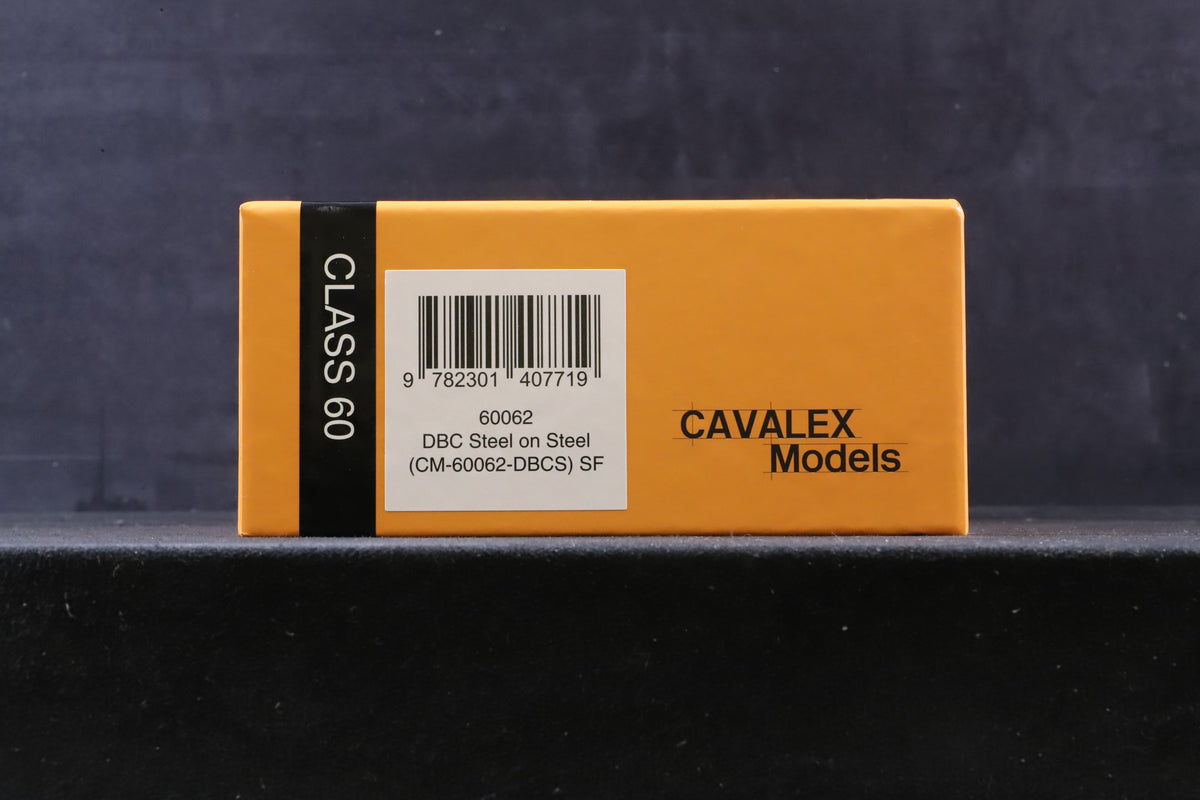 CLASS 60
9 782301 407719
60062
DBC Steel on Steel
(CM-60062-DBCS) SF
CAVALEX
Models